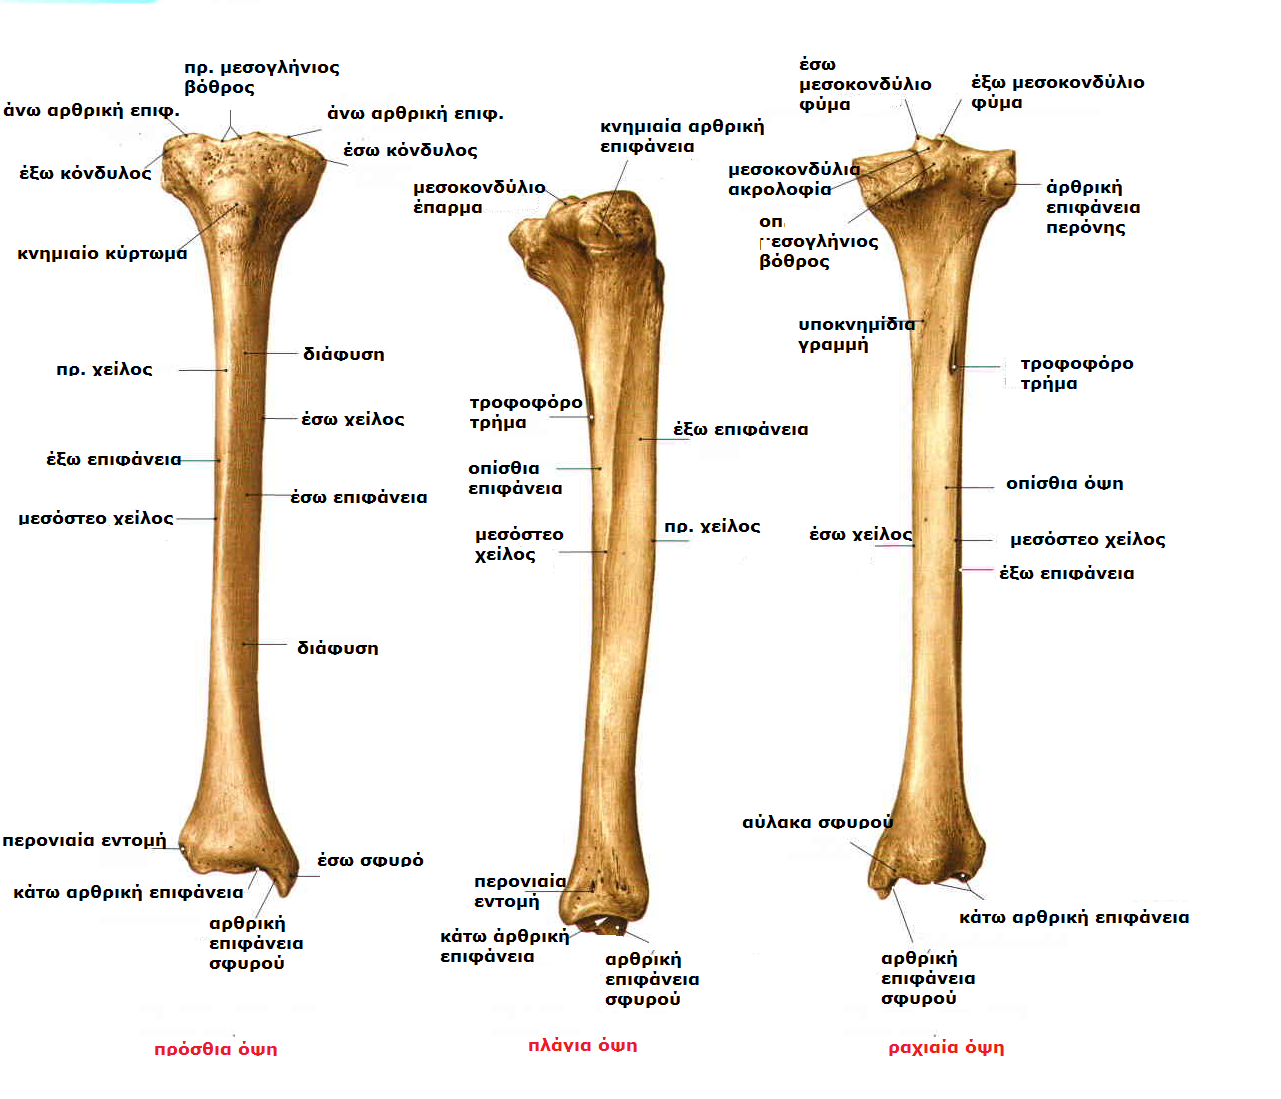 πρ. μεσογλήνιος
βόθρος
άνω αρθρική επιφ.
άνω αρθρική επιφ.
έσω κόνδυλος
έξω κόνδυλος
κνημιαίο κύρτωμα
διάφυση
πρ. χείλος
έσω χείλος
έξω επιφάνεια
έσω επιφάνεια
μεσόστεο χείλος
διάφυση
περονιαία εντομή
έσω σφυρό
κάτω αρθρική επιφάνεια
αρθρική
επιφάνεια
σφυρού
πρόσθια όψη
κνημιαία αρθρική
επιφάνεια
μεσοκονδύλιο
έπαρμα
τροφοφόρο
τρήμα
έξω επιφάνεια
οπίσθια
επιφάνεια
μεσόστεο
χείλος
πρ. χείλος
περονιαία
εντομή
κάτω άρθρική
επιφάνεια
αρθρική
επιφάνεια
σφυρού
πλάγια όψη
έσω
μεσοκονδύλιο
φύμα
έξω μεσοκονδύλιο
φύμα
μεσοκονδύλια
ακρολοφία
άρθρική
επιφάνεια
περόνης
οπ.
μεσογλήνιος
βόθρος
υποκνημίδια
γραμμή
τροφοφόρο
τρήμα
οπίσθια όψη
έσω χείλος
μεσόστεο χείλος
έξω επιφάνεια
αύλακα σφυρού
κάτω αρθρική επιφάνεια
αρθρική
επιφάνεια
σφυρού
ραχιαία όψη